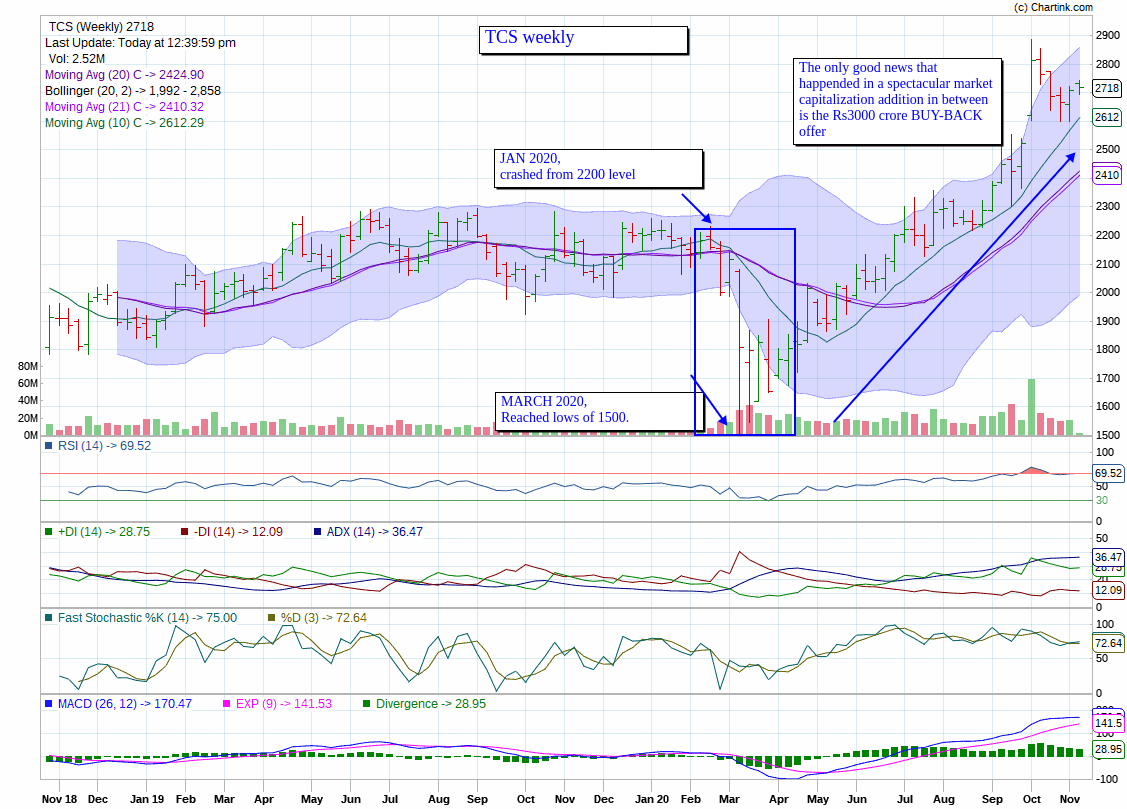 (c) Chartink.com
TCS (Weekly) 2718
Last Update: Today at 12:39:59 pm
Vol: 2.52M
Moving Avg (20) C -> 2424.90
Bollinger (20, 2) -> 1,992 - 2,858
Moving Avg (21) C -> 2410.32
Moving Avg (10) C -> 2612.29
TCS weekly
The only good news that
happended in a spectacular market
capitalization addition in between
is the Rs3000 crore BUY-BACK
offer
JAN 2020,
crashed from 2200 level
MARCH 2020,
Reached lows of 1500.
2900
2800
2718
2612
2500
2410
2300
2200
2100
2000
1900
1800
1700
1600
1500
80M
60M
40M
20M
0M
RSI (14) -> 69.52
100
69.52
50
30
0
+DI (14) -> 28.75 -DI (14) -> 12.09 ADX (14) -> 36.47
50
36.47
28.75
20
12.09
0
Fast Stochastic %K (14) -> 75.00 %D (3) -> 72.64
100
72.64
50
0
MACD (26, 12) -> 170.47 EXP (9) -> 141.53 Divergence -> 28.95
200
141.5
100
28.95
-100
Nov 18 Dec Jan 19 Feb Mar Apr May Jun Jul Aug Sep Oct Nov Dec Jan 20 Feb Mar Apr May Jun Jul Aug Sep Oct Nov